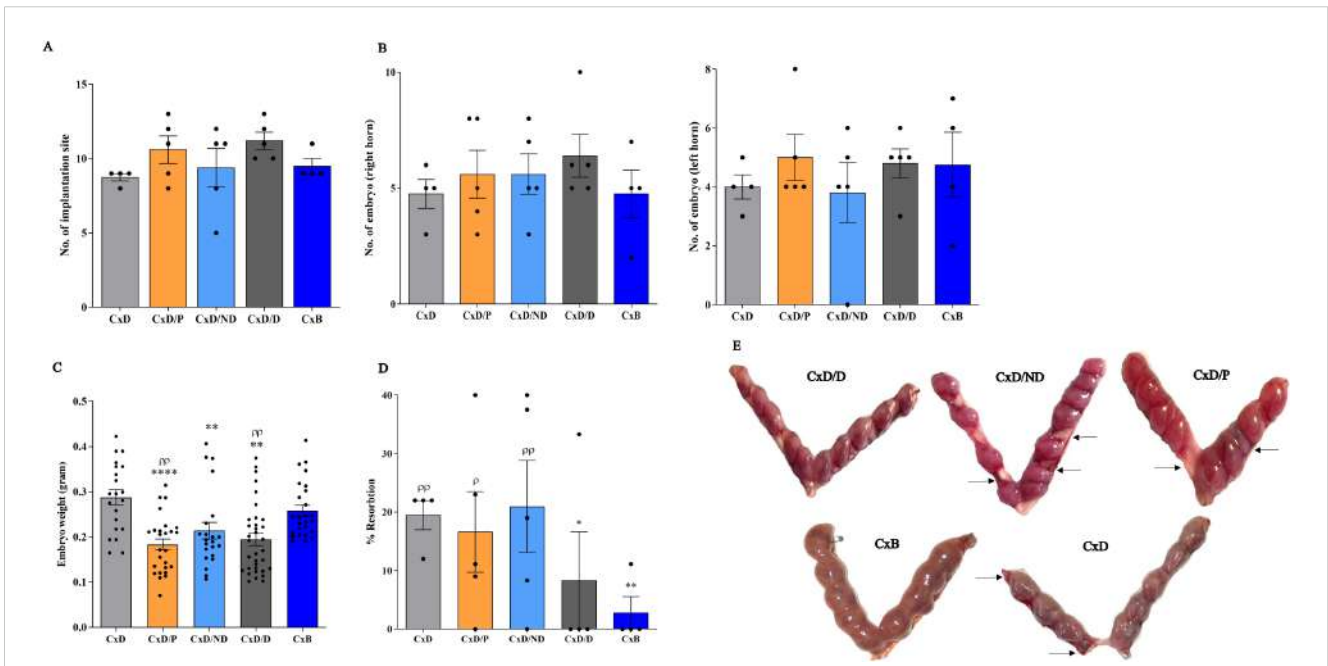 A
No. of implantation site
15
10
5
0
CxD CxD/P CxD/ND CxD/D CxB
B
No. of embryo (right horn)
10
5
0
CxD CxD/P CxD/ND CxD/D CxB
No. of embryo (left horn)
8
6
4
2
0
CxD CxD/P CxD/ND CxD/D CxB
C
Embryo weight (gram)
0.5
0.4
0.3
0.2
0.1
0.0
ρρ
****
**
ρρ
**
CxD CxD/P CxD/ND CxD/D CxB
D
% Resorbtion
40
30
20
10
0
ρρ
ρ
ρρ
*
**
CxD CxD/P CxD/ND CxD/D CxB
E
CxD/D
CxD/ND
CxD/P
CxB
CxD